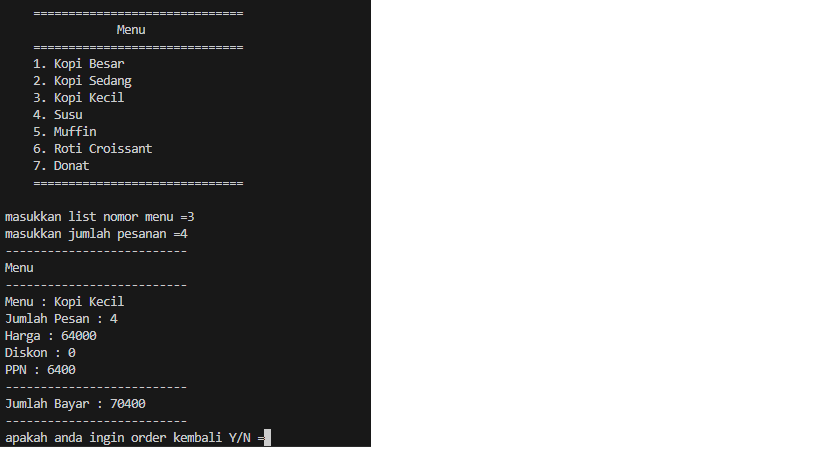 ==============================
Menu
==============================
1. Kopi Besar
2. Kopi Sedang
3. Kopi Kecil
4. Susu
5. Muffin
6. Roti Croissant
7. Donat
==============================
masukkan list nomor menu =3
masukkan jumlah pesanan =4
--------------------------
Menu
--------------------------
Menu : Kopi Kecil
Jumlah Pesan : 4
Harga : 64000
Diskon : 0
PPN : 6400
--------------------------
Jumlah Bayar : 70400
--------------------------
apakah anda ingin order kembali Y/N =